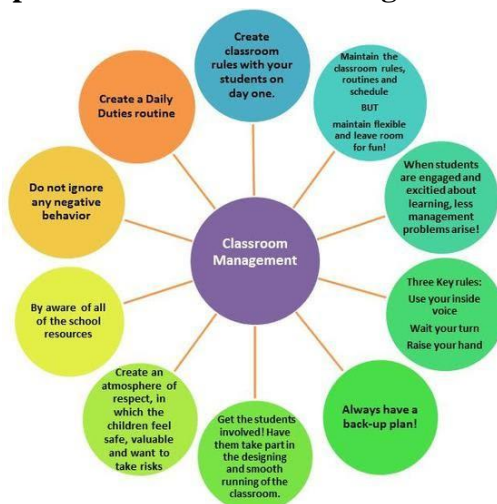 Create
classroom
rules with your
students on
day one.
Maintain the
classroom rules,
routines and
schedule
BUT
maintain flexible
and leave room
for fun!
When students
are engaged and
excitied about
learning, less
management
problems arise!
Three Key rules:
Use your inside
voice
Wait your turn
Raise your hand
Always have a
back-up plan!
Get the students
involved! Have
them take part in
the designing
and smooth
running of the
classroom.
Create an
atmosphere of
respect, in
which the
children feel
safe, valuable
and want to
take risks
By aware of all
of the school
resources
Do not ignore
any negative
behavior
Create a Daily
Duties routine
Classroom
Management